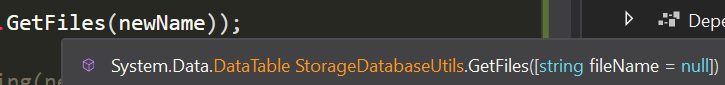 .GetFiles(newName));
Depe
System.Data.DataTable StorageDatabaseUtils.GetFiles([string fileName = null])